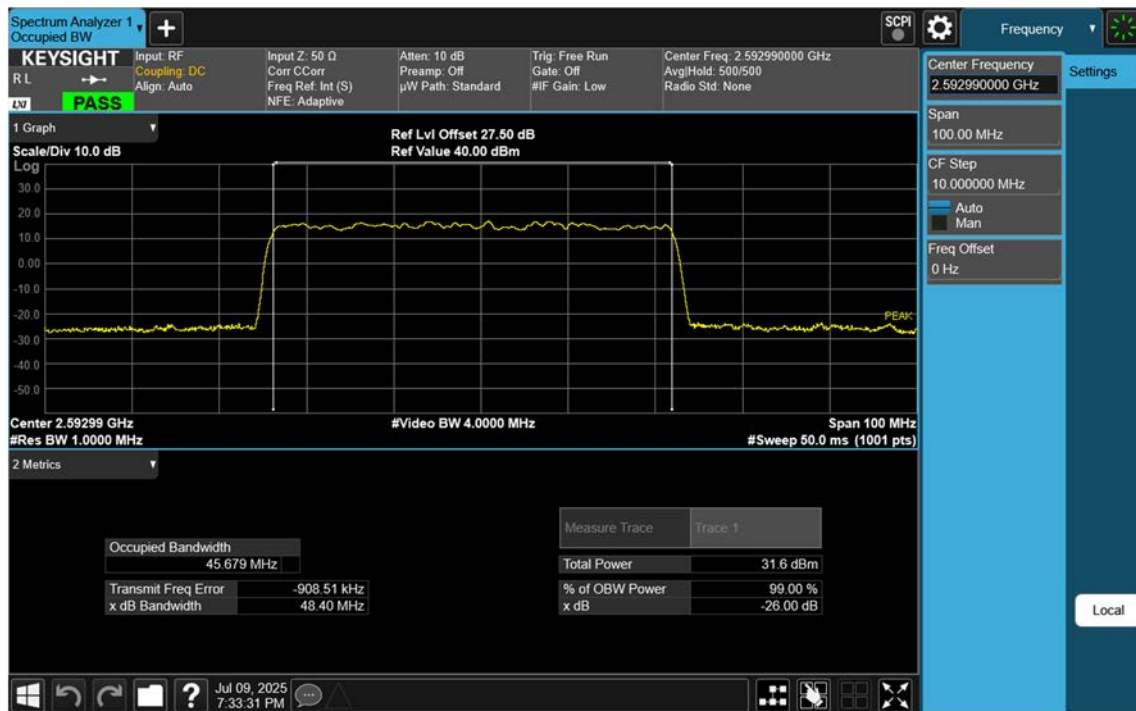 Spectrum Analyzer 1
Occupied BW
SCPI
Frequency
KEYSIGHT
R L
LXI
PASS
Input: RF
Coupling: DC
Align: Auto
Input Z: 50 Ω
Corr CCorr
Freq Ref: Int (S)
NFE: Adaptive
Atten: 10 dB
Preamp: Off
µW Path: Standard
Trig: Free Run
Gate: Off
#IF Gain: Low
Center Freq: 2.592990000 GHz
Avg|Hold: 500/500
Radio Std: None
Center Frequency
2.592990000 GHz
Settings
Span
100.00 MHz
CF Step
10.000000 MHz
Auto
Man
Freq Offset
0 Hz
Local
1 Graph
Scale/Div 10.0 dB
Ref Lvl Offset 27.50 dB
Ref Value 40.00 dBm
Log
30.0
20.0
10.0
0.00
-10.0
-20.0
-30.0
-40.0
-50.0
PEAK
Center 2.59299 GHz
#Video BW 4.0000 MHz
Span 100 MHz
#Res BW 1.0000 MHz
#Sweep 50.0 ms (1001 pts)
2 Metrics
Occupied Bandwidth
45.679 MHz
Transmit Freq Error -908.51 kHz
x dB Bandwidth 48.40 MHz
Measure Trace Trace 1
Total Power 31.6 dBm
% of OBW Power 99.00 %
x dB -26.00 dB
?
Jul 09, 2025
7:33:31 PM